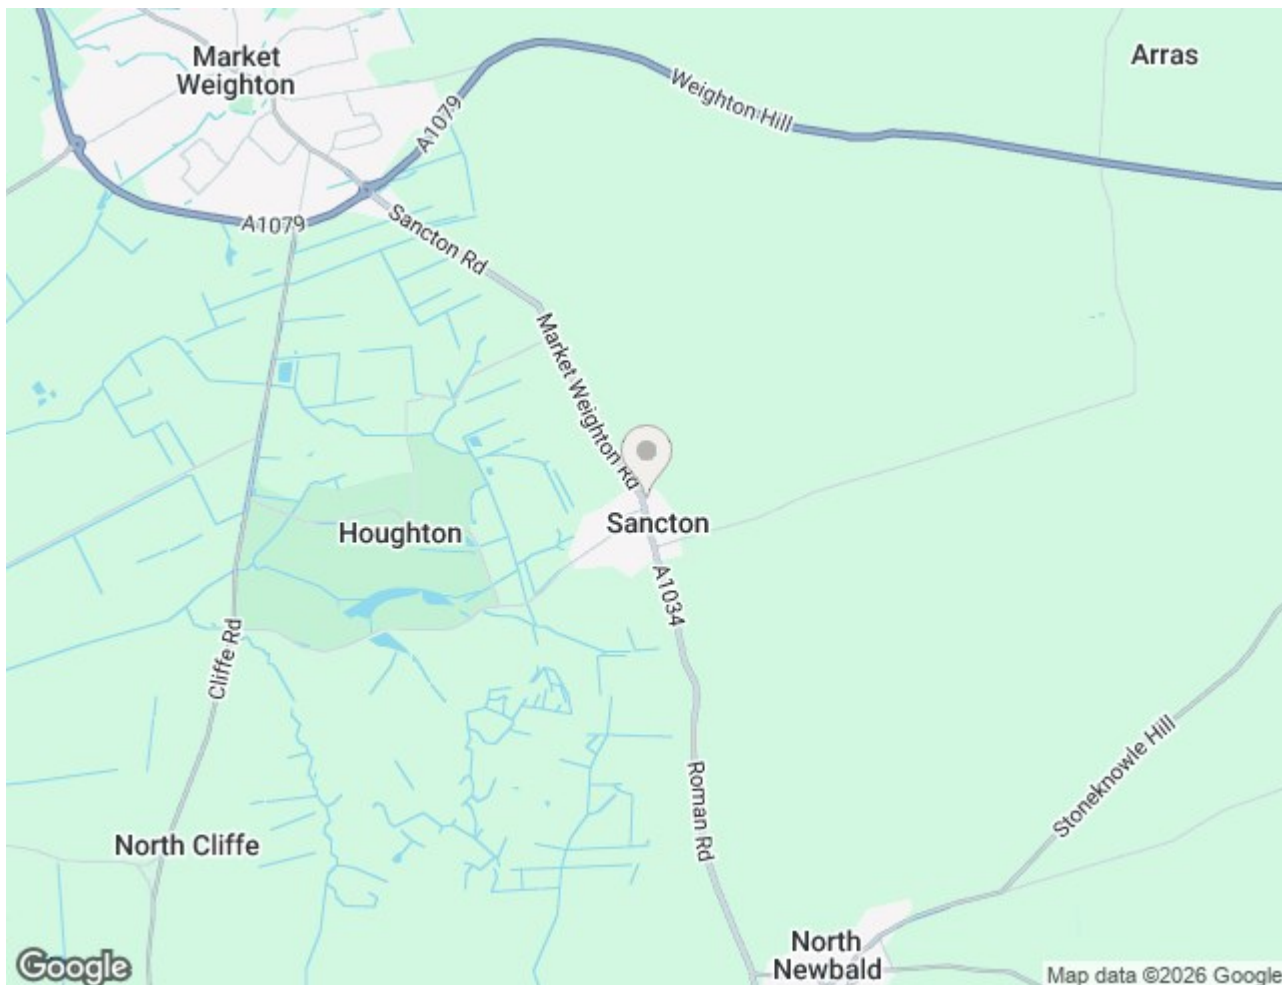 Market
Weighton
Arras
Weighton Hill
A1079
A1079
Sancton Rd
Market Weighton Rd
Houghton
Sancton
A1034
Cliffe Rd
Roman Rd
Stoneknowle Hill
North Cliffe
North
Newbald
Google
Map data ©2026 Google